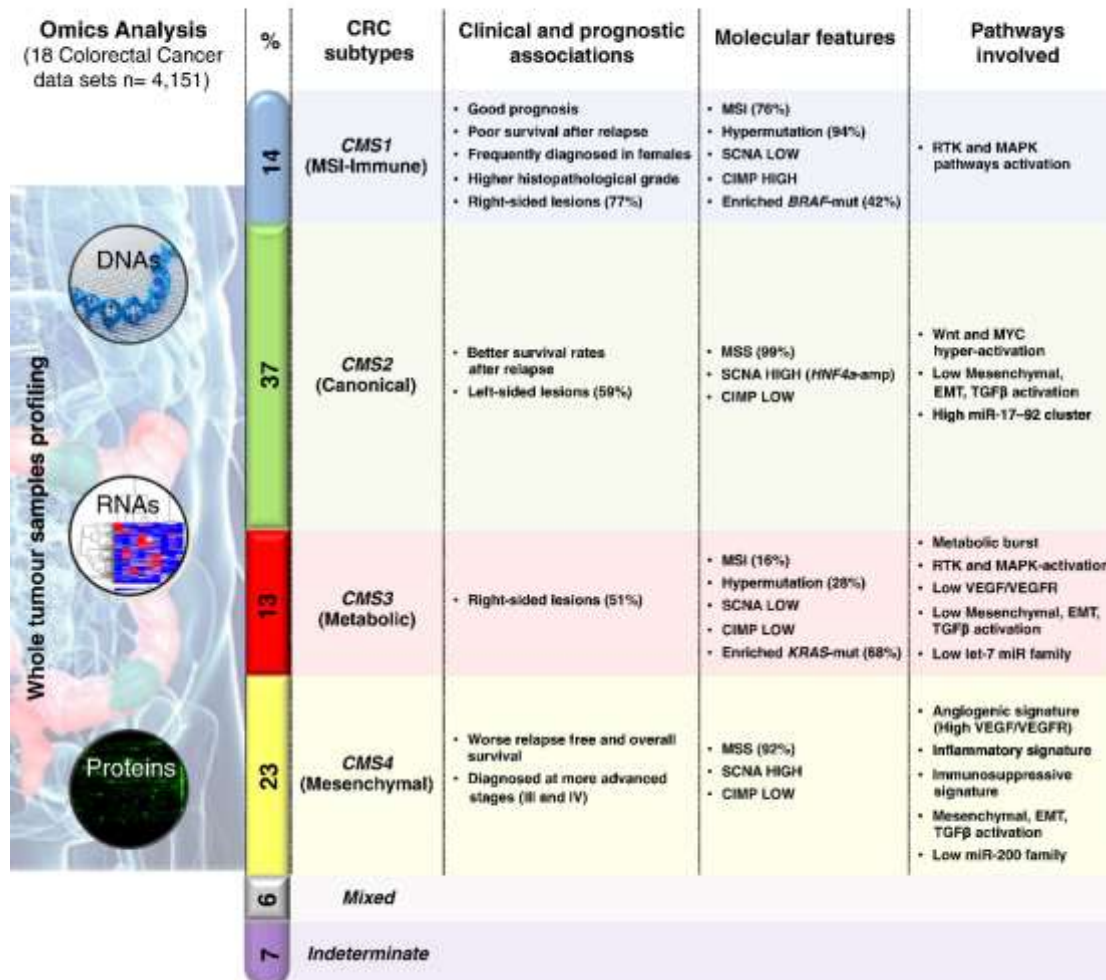 Omics Analysis
(18 Colorectal Cancer
data sets n= 4,151)
%
CRC
subtypes
Clinical and prognostic
associations
Molecular features
Pathways
involved
Whole tumour samples profiling
DNAs
RNAs
Proteins
14
CMS1
(MSI-Immune)
• Good prognosis
• Poor survival after relapse
• Frequently diagnosed in females
• Higher histopathological grade
• Right-sided lesions (77%)
• MSI (76%)
• Hypermutation (94%)
• SCNA LOW
• CIMP HIGH
• Enriched BRAF-mut (42%)
• RTK and MAPK
pathways activation
37
CMS2
(Canonical)
• Better survival rates
after relapse
• Left-sided lesions (59%)
• MSS (99%)
• SCNA HIGH (HNF4a-amp)
• CIMP LOW
• Wnt and MYC
hyper-activation
• Low Mesenchymal,
EMT, TGFβ activation
• High miR-17–92 cluster
13
CMS3
(Metabolic)
• Right-sided lesions (51%)
• MSI (16%)
• Hypermutation (28%)
• SCNA LOW
• CIMP LOW
• Enriched KRAS-mut (68%)
• Metabolic burst
• RTK and MAPK-activation
• Low VEGF/VEGFR
• Low Mesenchymal, EMT,
TGFβ activation
• Low let-7 miR family
23
CMS4
(Mesenchymal)
• Worse relapse free and overall
survival
• Diagnosed at more advanced
stages (III and IV)
• MSS (92%)
• SCNA HIGH
• CIMP LOW
• Angiogenic signature
(High VEGF/VEGFR)
• Inflammatory signature
• Immunosuppressive
signature
• Mesenchymal, EMT,
TGFβ activation
• Low miR-200 family
6
Mixed
7
Indeterminate